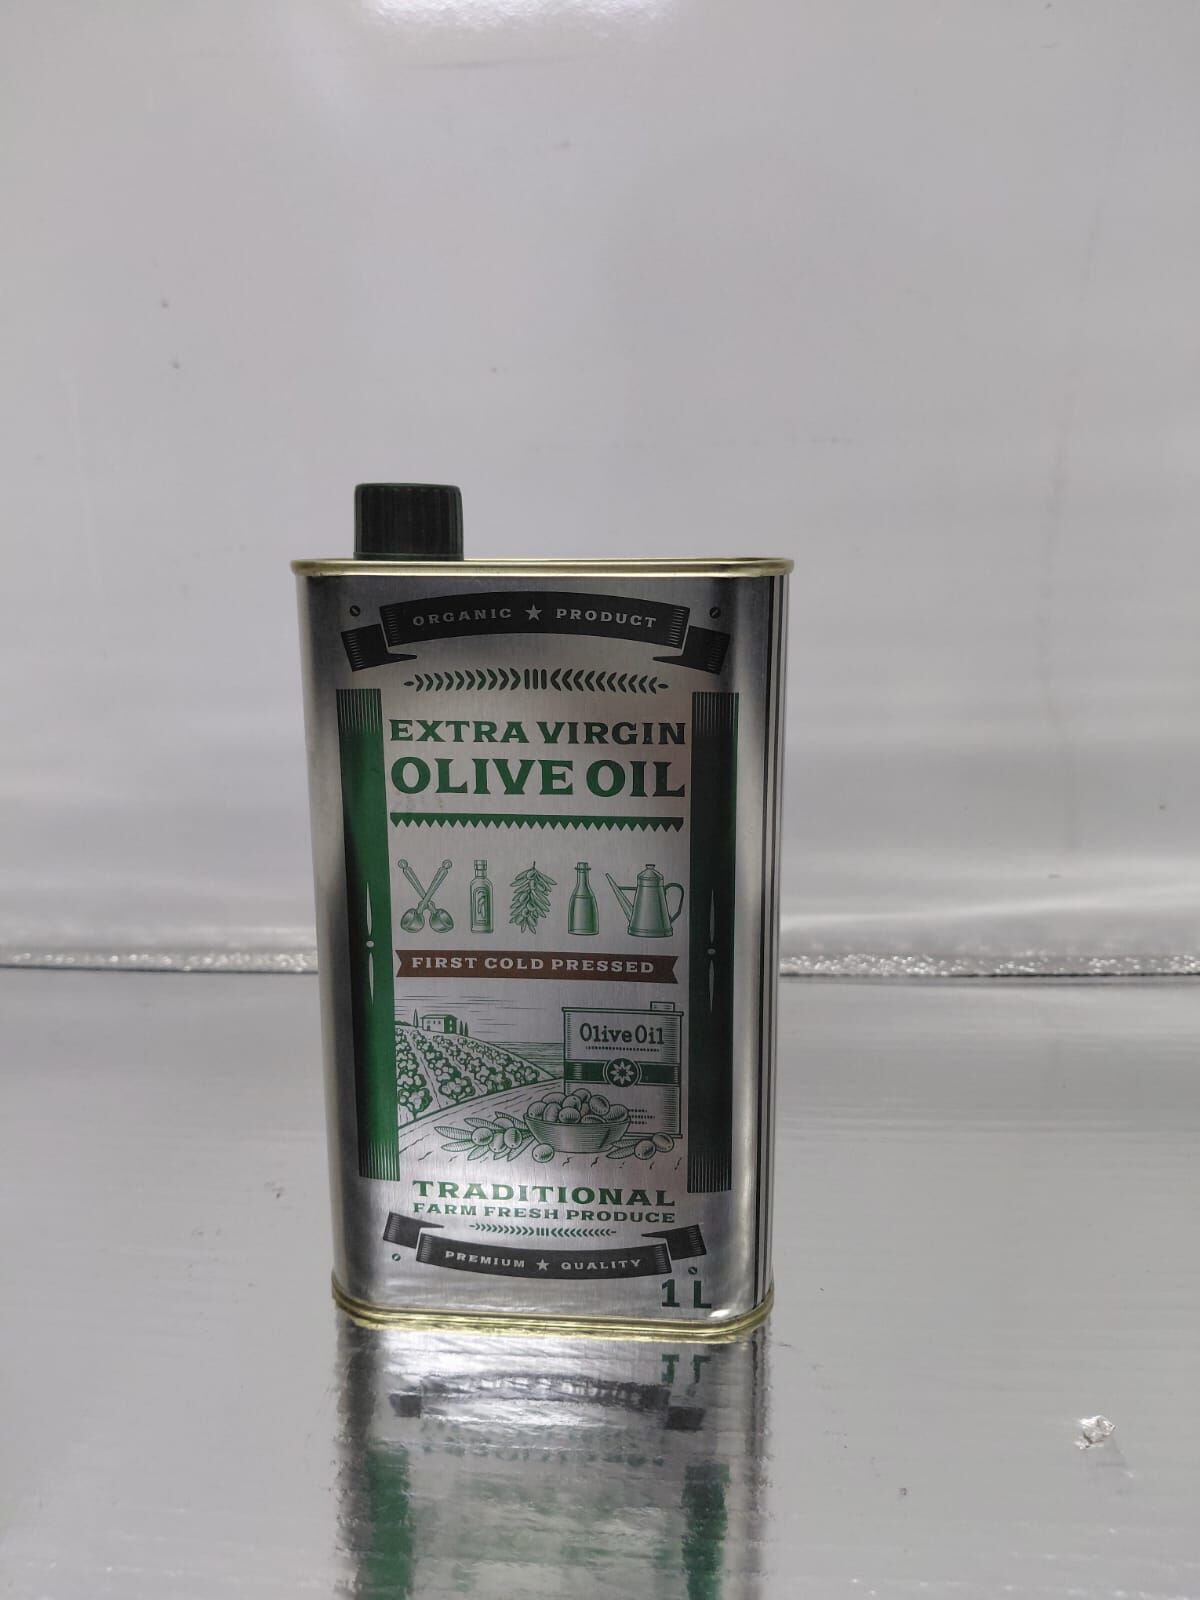 ORGANIC ★ PRODUCT
EXTRA VIRGIN
OLIVE OIL
FIRST COLD PRESSED
Olive Oil
TRADITIONAL
FARM FRESH PRODUCE
PREMIUM ★ QUALITY
1 L